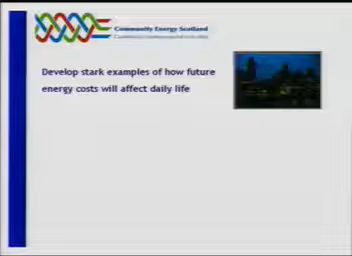 Community Energy Scotland
Develop stark examples of how future
energy costs will affect daily life